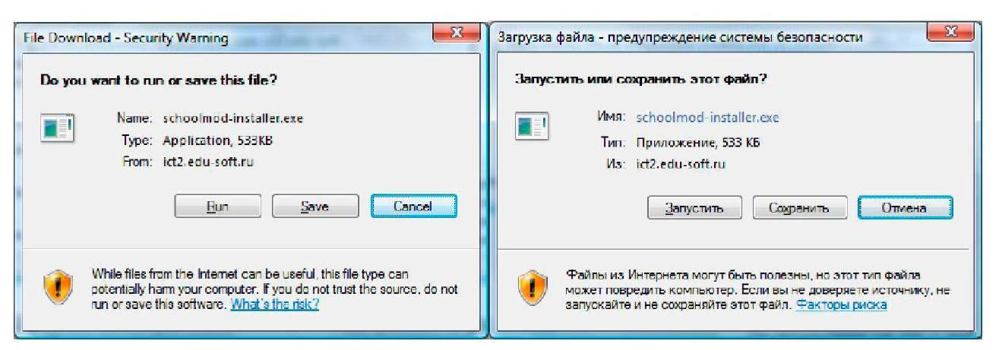 File Download - Security Warning
Do you want to run or save this file?
Name: schoolmod-installer.exe
Type: Application, 533KB
From: ict2.edu-soft.ru
Run Save Cancel
While files from the Internet can be useful, this file type can
potentially harm your computer. If you do not trust the source, do not
run or save this software. What's the risk?
Загрузка файла - предупреждение системы безопасности
Запустить или сохранить этот файл?
Имя: schoolmod-installer.exe
Тип: Приложение, 533 КБ
Из: ict2.edu-soft.ru
Запустить Сохранить Отмена
Файлы из Интернета могут быть полезны, но этот тип файла
может повредить компьютер. Если вы не доверяете источнику, не
запускайте и не сохраняйте этот файл. Факторы риска